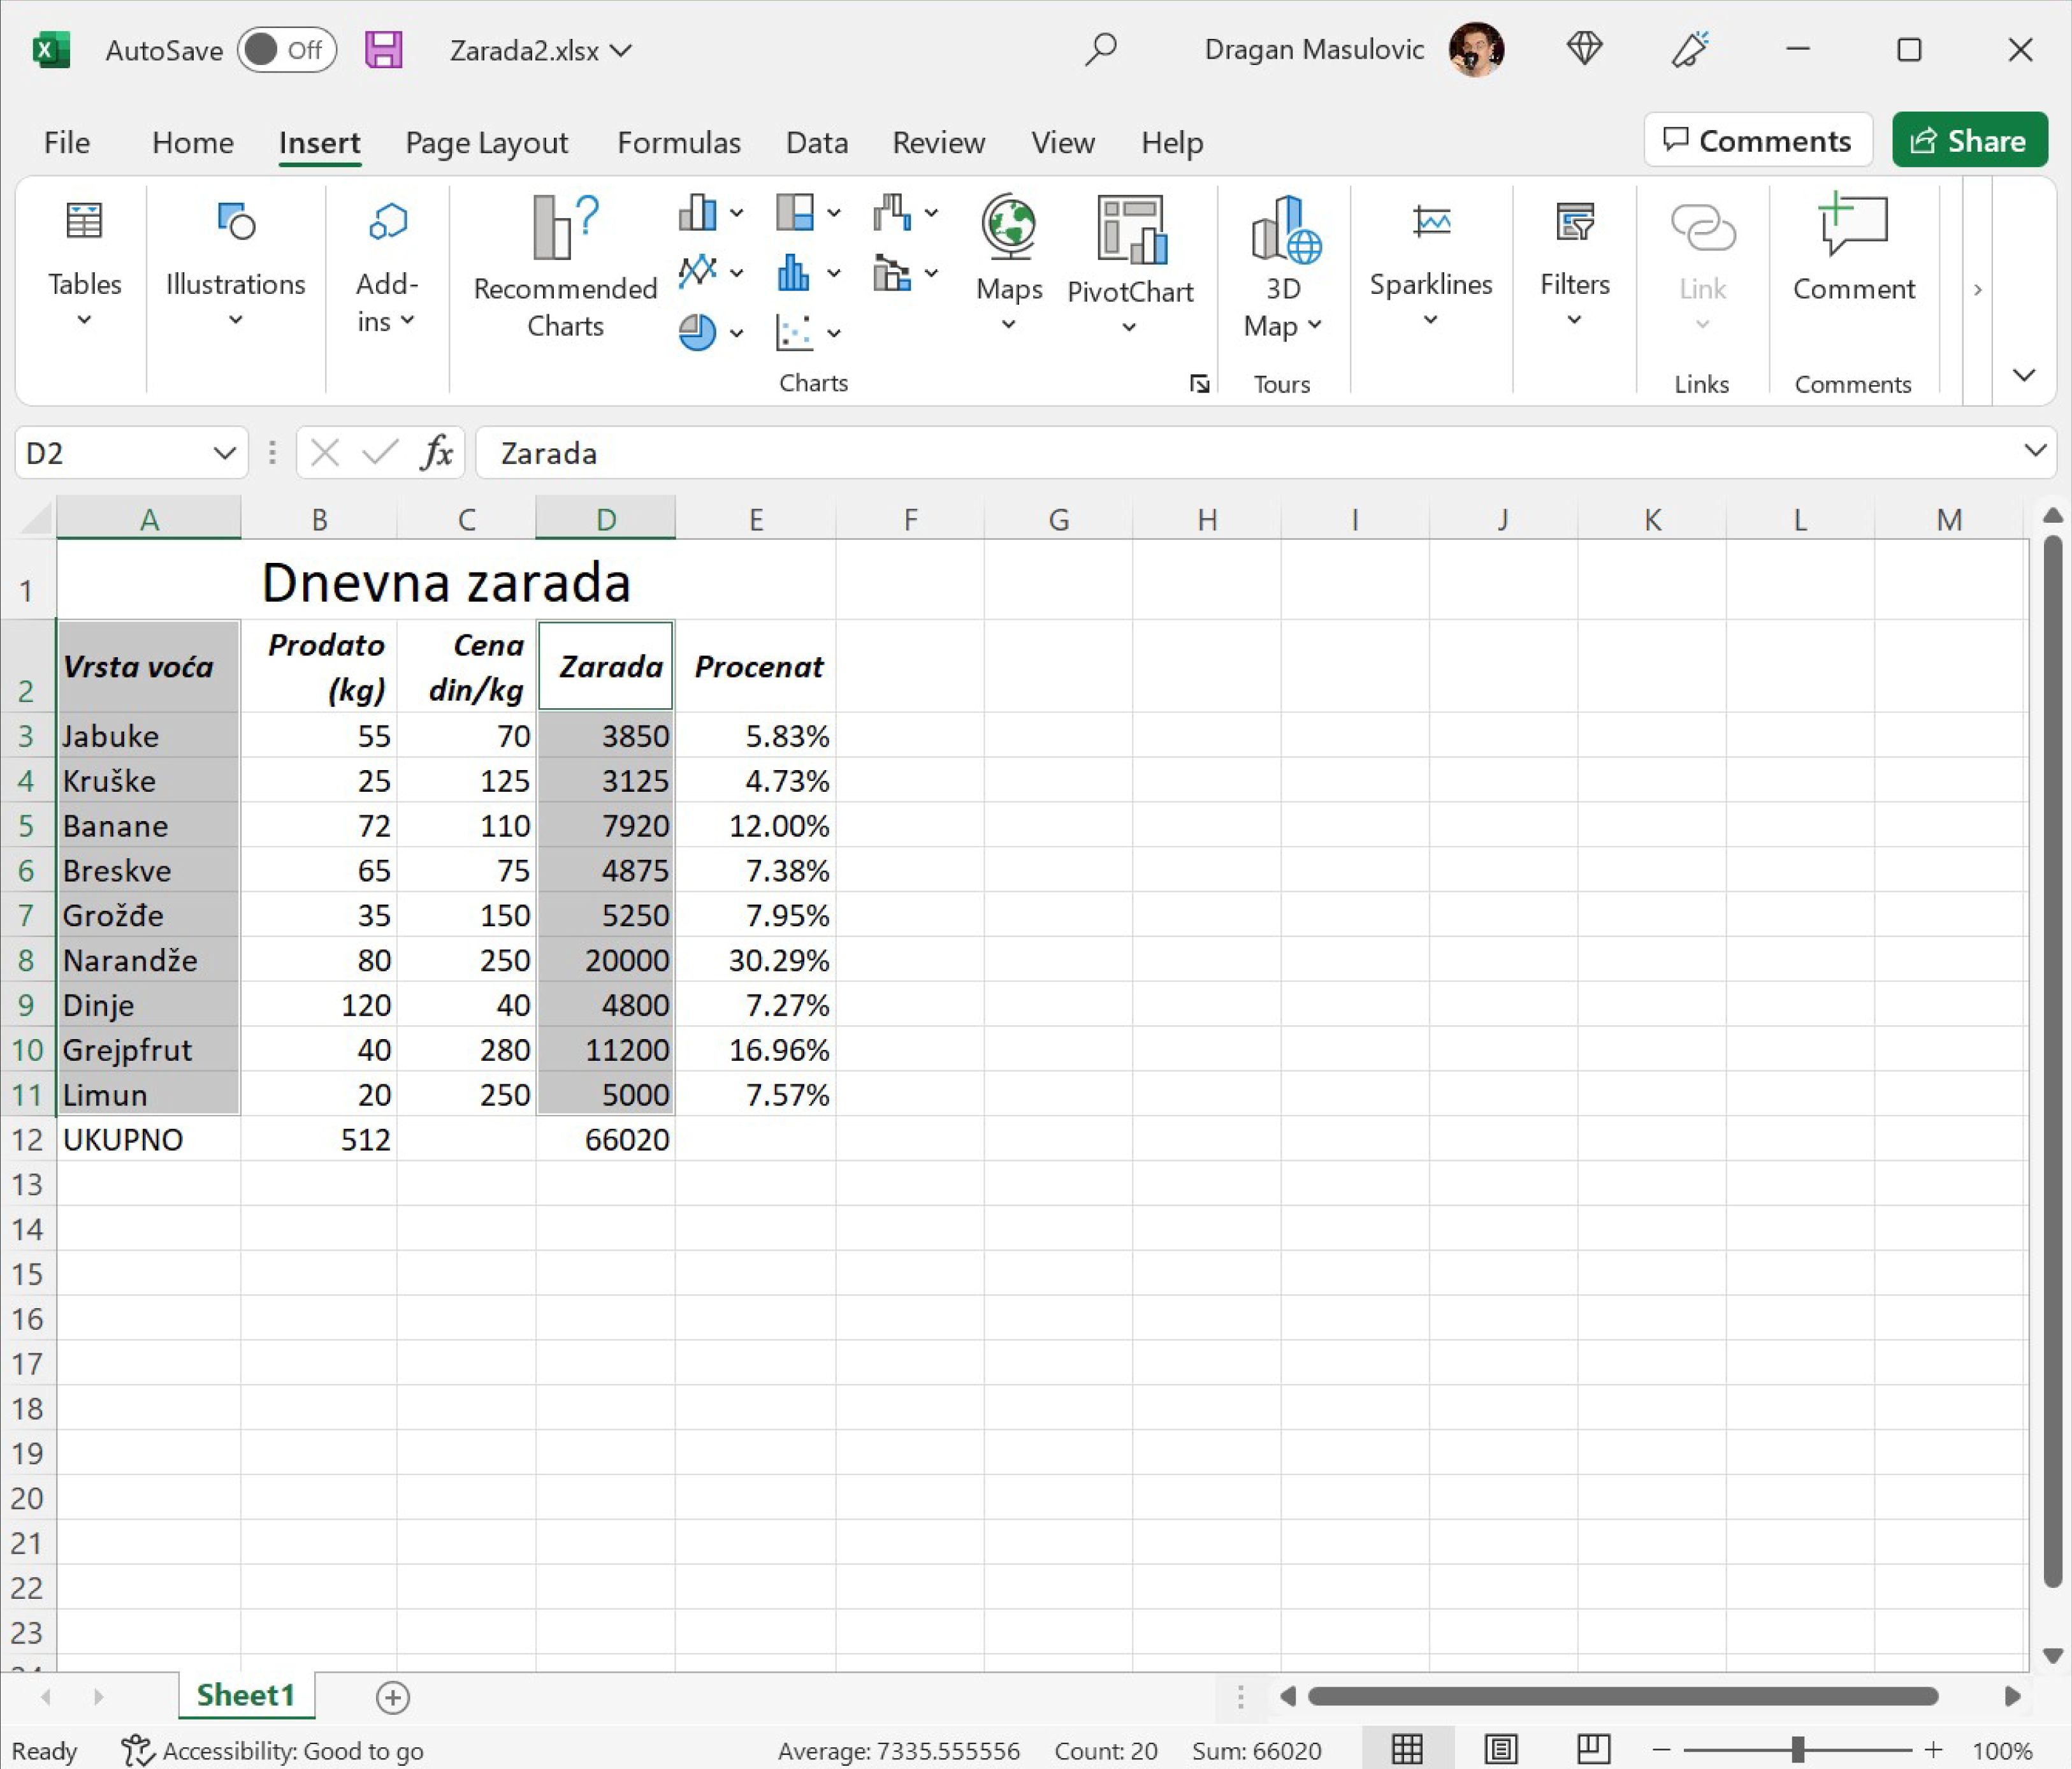 AutoSave Off Zarada2.xlsx Dragan Masulovic
File Home Insert Page Layout Formulas Data Review View Help Comments Share
Tables Illustrations Add-ins Recommended Charts Maps PivotChart 3D Map Sparklines Filters Link Comment
Charts Tours Links Comments
D2 fx Zarada
A B C D E F G H I J K L M
1 Dnevna zarada
2 Vrsta voća Prodato (kg) Cena din/kg Zarada Procenat
3 Jabuke 55 70 3850 5.83%
4 Kruške 25 125 3125 4.73%
5 Banane 72 110 7920 12.00%
6 Breskve 65 75 4875 7.38%
7 Grožđe 35 150 5250 7.95%
8 Narandže 80 250 20000 30.29%
9 Dinje 120 40 4800 7.27%
10 Grejpfrut 40 280 11200 16.96%
11 Limun 20 250 5000 7.57%
12 UKUPNO 512 66020
13
14
15
16
17
18
19
20
21
22
23
Sheet1
Ready Accessibility: Good to go Average: 7335.555556 Count: 20 Sum: 66020 100%